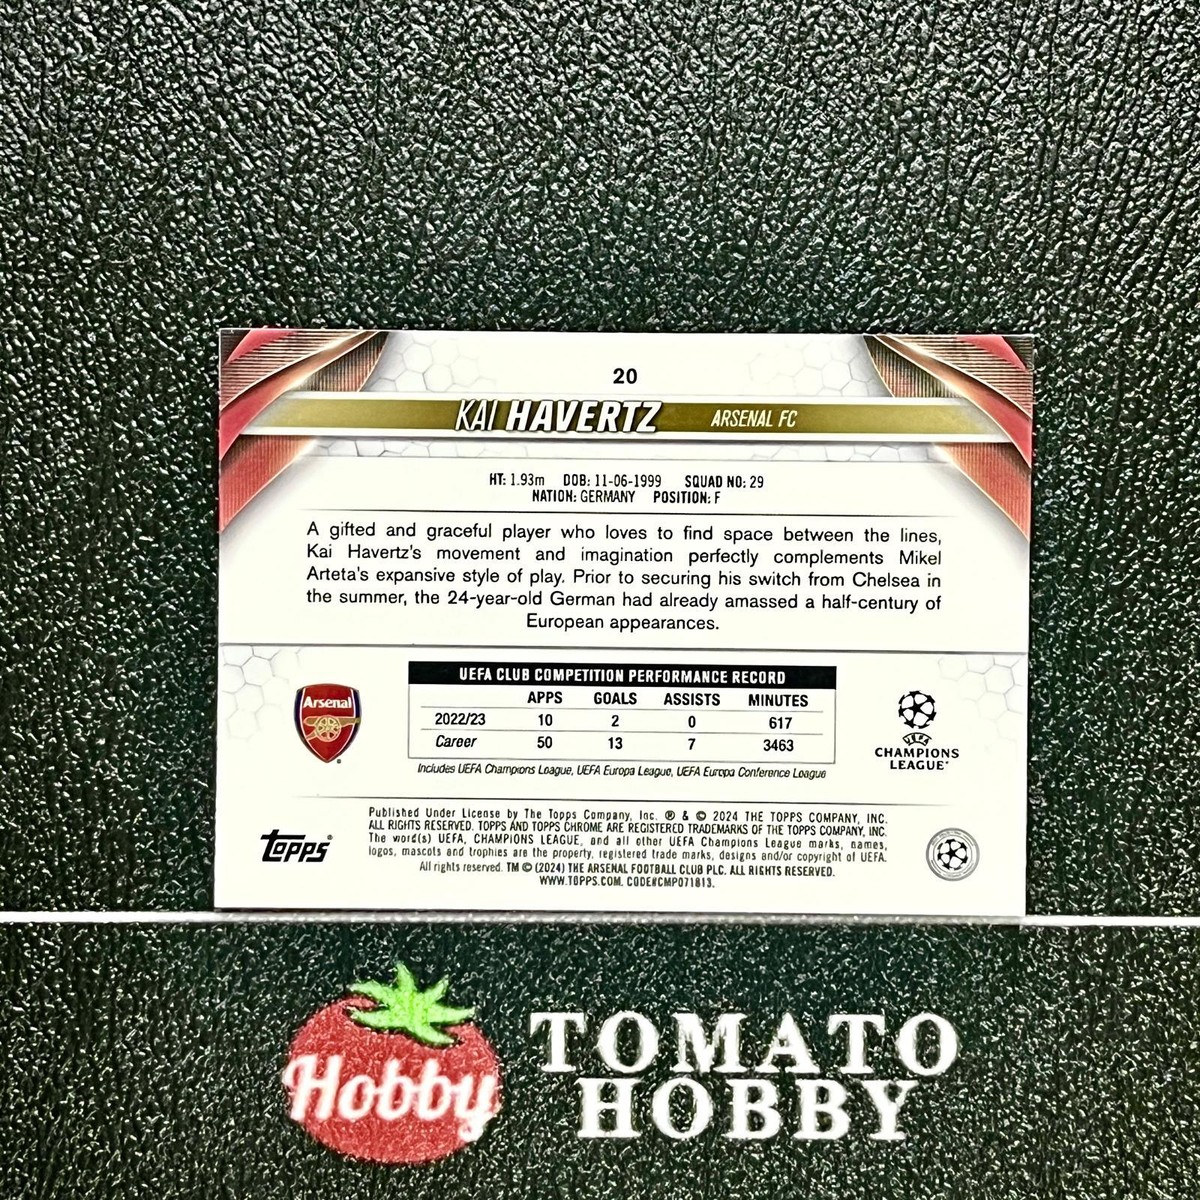 20
KAI HAVERTZ ARSENAL FC
HT: 1.93m DOB: 11-06-1999 SQUAD NO: 29
NATION: GERMANY POSITION: F
A gifted and graceful player who loves to find space between the lines,
Kai Havertz's movement and imagination perfectly complements Mikel
Arteta's expansive style of play. Prior to securing his switch from Chelsea in
the summer, the 24-year-old German had already amassed a half-century of
European appearances.
UEFA CLUB COMPETITION PERFORMANCE RECORD
APPS GOALS ASSISTS MINUTES
2022/23 10 2 0 617
Career 50 13 7 3463
Includes UEFA Champions League, UEFA Europa League, UEFA Europa Conference League
Arsenal
UEFA
CHAMPIONS
LEAGUE
topps
Published Under License by The Topps Company, Inc. ® & © 2024 THE TOPPS COMPANY, INC.
ALL RIGHTS RESERVED. TOPPS AND TOPPS CHROME ARE REGISTERED TRADEMARKS OF THE TOPPS COMPANY, INC.
The word(s) UEFA, CHAMPIONS LEAGUE, and all other UEFA Champions League marks, names,
logos, mascots and trophies are the property, registered trade marks, designs and/or copyright of UEFA.
All rights reserved. TM © (2024) THE ARSENAL FOOTBALL CLUB PLC. ALL RIGHTS RESERVED.
WWW.TOPPS.COM. CODE#CMP071813.
Hobby
TOMATO
HOBBY